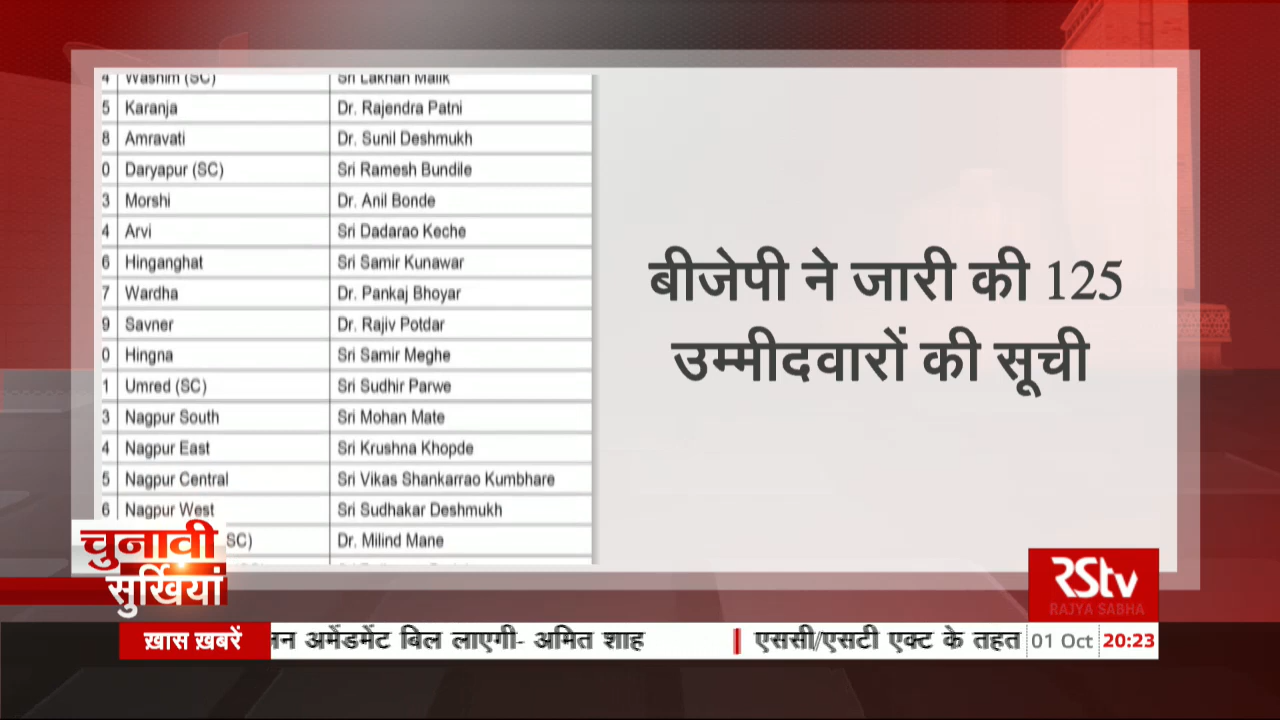 4 Washim (SC) Sri Lakhan Malik
5 Karanja Dr. Rajendra Patni
8 Amravati Dr. Sunil Deshmukh
0 Daryapur (SC) Sri Ramesh Bundile
3 Morshi Dr. Anil Bonde
4 Arvi Sri Dadarao Keche
6 Hinganghat Sri Samir Kunawar
7 Wardha Dr. Pankaj Bhoyar
9 Savner Dr. Rajiv Potdar
0 Hingna Sri Samir Meghe
1 Umred (SC) Sri Sudhir Parwe
3 Nagpur South Sri Mohan Mate
4 Nagpur East Sri Krushna Khopde
5 Nagpur Central Sri Vikas Shankarrao Kumbhare
6 Nagpur West Sri Sudhakar Deshmukh
SC) Dr. Milind Mane
बीजेपी ने जारी की 125
उम्मीदवारों की सूची
चुनावी
सुर्खियां
RStv
RAJYA SABHA
ख़ास ख़बरें अमेंडमेंट बिल लाएगी- अमित शाह | एससी/एसटी एक्ट के तहत 01 Oct 20:23